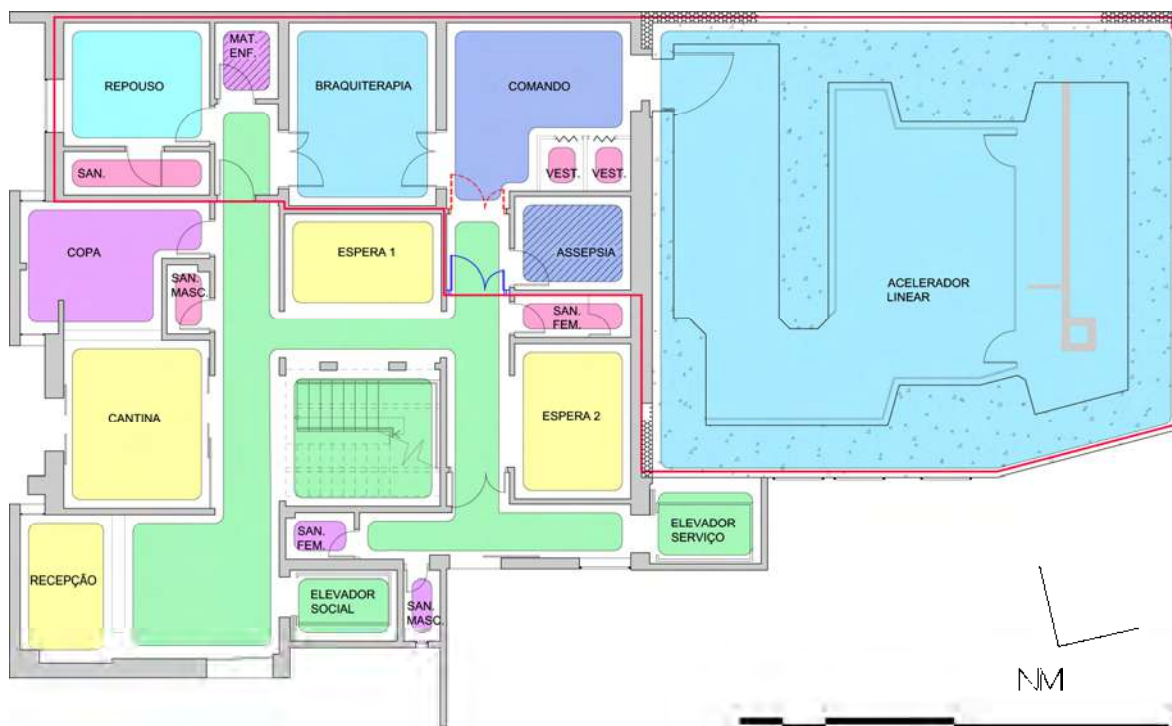 MAT.
ENF.
REPOUSO
BRAQUITERAPIA
COMANDO
SAN.
VEST.
VEST.
COPA
ESPERA 1
ASSEPSIA
SAN.
MASC.
SAN.
FEM.
ACELERADOR
LINEAR
CANTINA
ESPERA 2
SAN.
FEM.
ELEVADOR
SERVIÇO
RECEPÇÃO
ELEVADOR
SOCIAL
SAN.
MASC.
NM